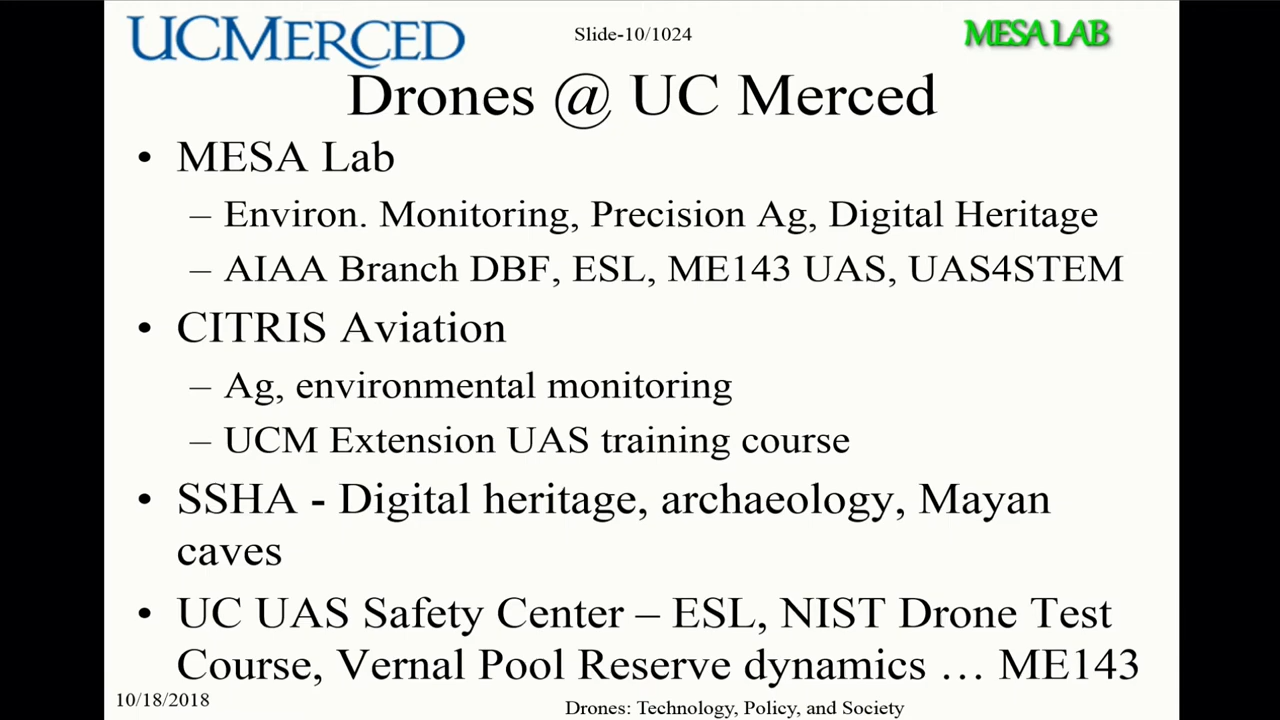 UCMERCED
Slide-10/1024
MESA LAB
Drones @ UC Merced
• MESA Lab
– Environ. Monitoring, Precision Ag, Digital Heritage
– AIAA Branch DBF, ESL, ME143 UAS, UAS4STEM
• CITRIS Aviation
– Ag, environmental monitoring
– UCM Extension UAS training course
• SSHA - Digital heritage, archaeology, Mayan
caves
• UC UAS Safety Center – ESL, NIST Drone Test
Course, Vernal Pool Reserve dynamics … ME143
10/18/2018
Drones: Technology, Policy, and Society